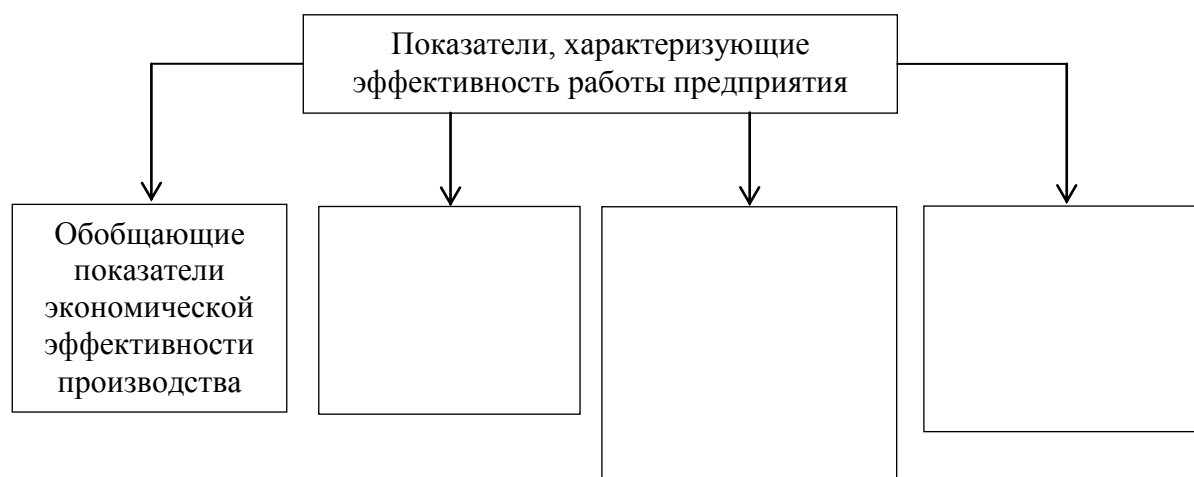 Показатели, характеризующие
эффективность работы предприятия
Обобщающие
показатели
экономической
эффективности
производства